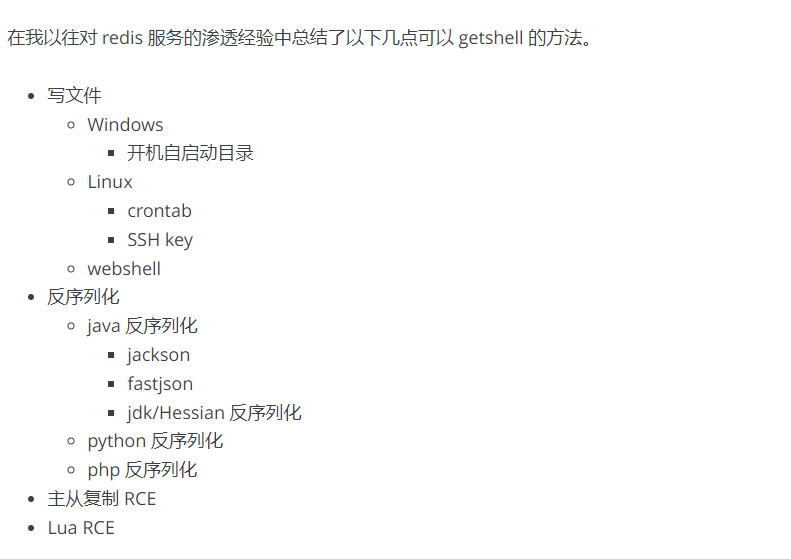 在我以往对 redis 服务的渗透经验中总结了以下几点可以 getshell 的方法。
写文件
Windows
开机自启动目录
Linux
crontab
SSH key
webshell
反序列化
java 反序列化
jackson
fastjson
jdk/Hessian 反序列化
python 反序列化
php 反序列化
主从复制 RCE
Lua RCE